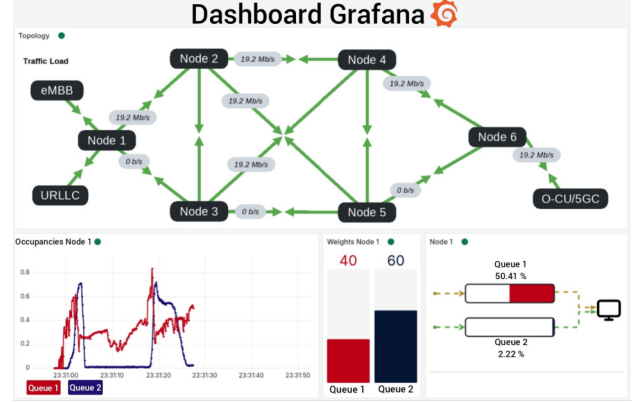 Dashboard Grafana
Topology
Traffic Load
Node 2
19.2 Mb/s
Node 4
eMBB
19.2 Mb/s
19.2 Mb/s
19.2 Mb/s
Node 1
Node 6
0 b/s
19.2 Mb/s
19.2 Mb/s
URLLC
0 b/s
O-CU/5GC
Node 3
0 b/s
Node 5
Occupancies Node 1
0.8
0.6
0.4
0.2
0
23:31:00
23:31:10
23:31:20
23:31:30
23:31:40
23:31:50
Queue 1
Queue 2
Weights Node 1
40
60
Queue 1
Queue 2
Node 1
Queue 1
50.41 %
Queue 2
2.22 %